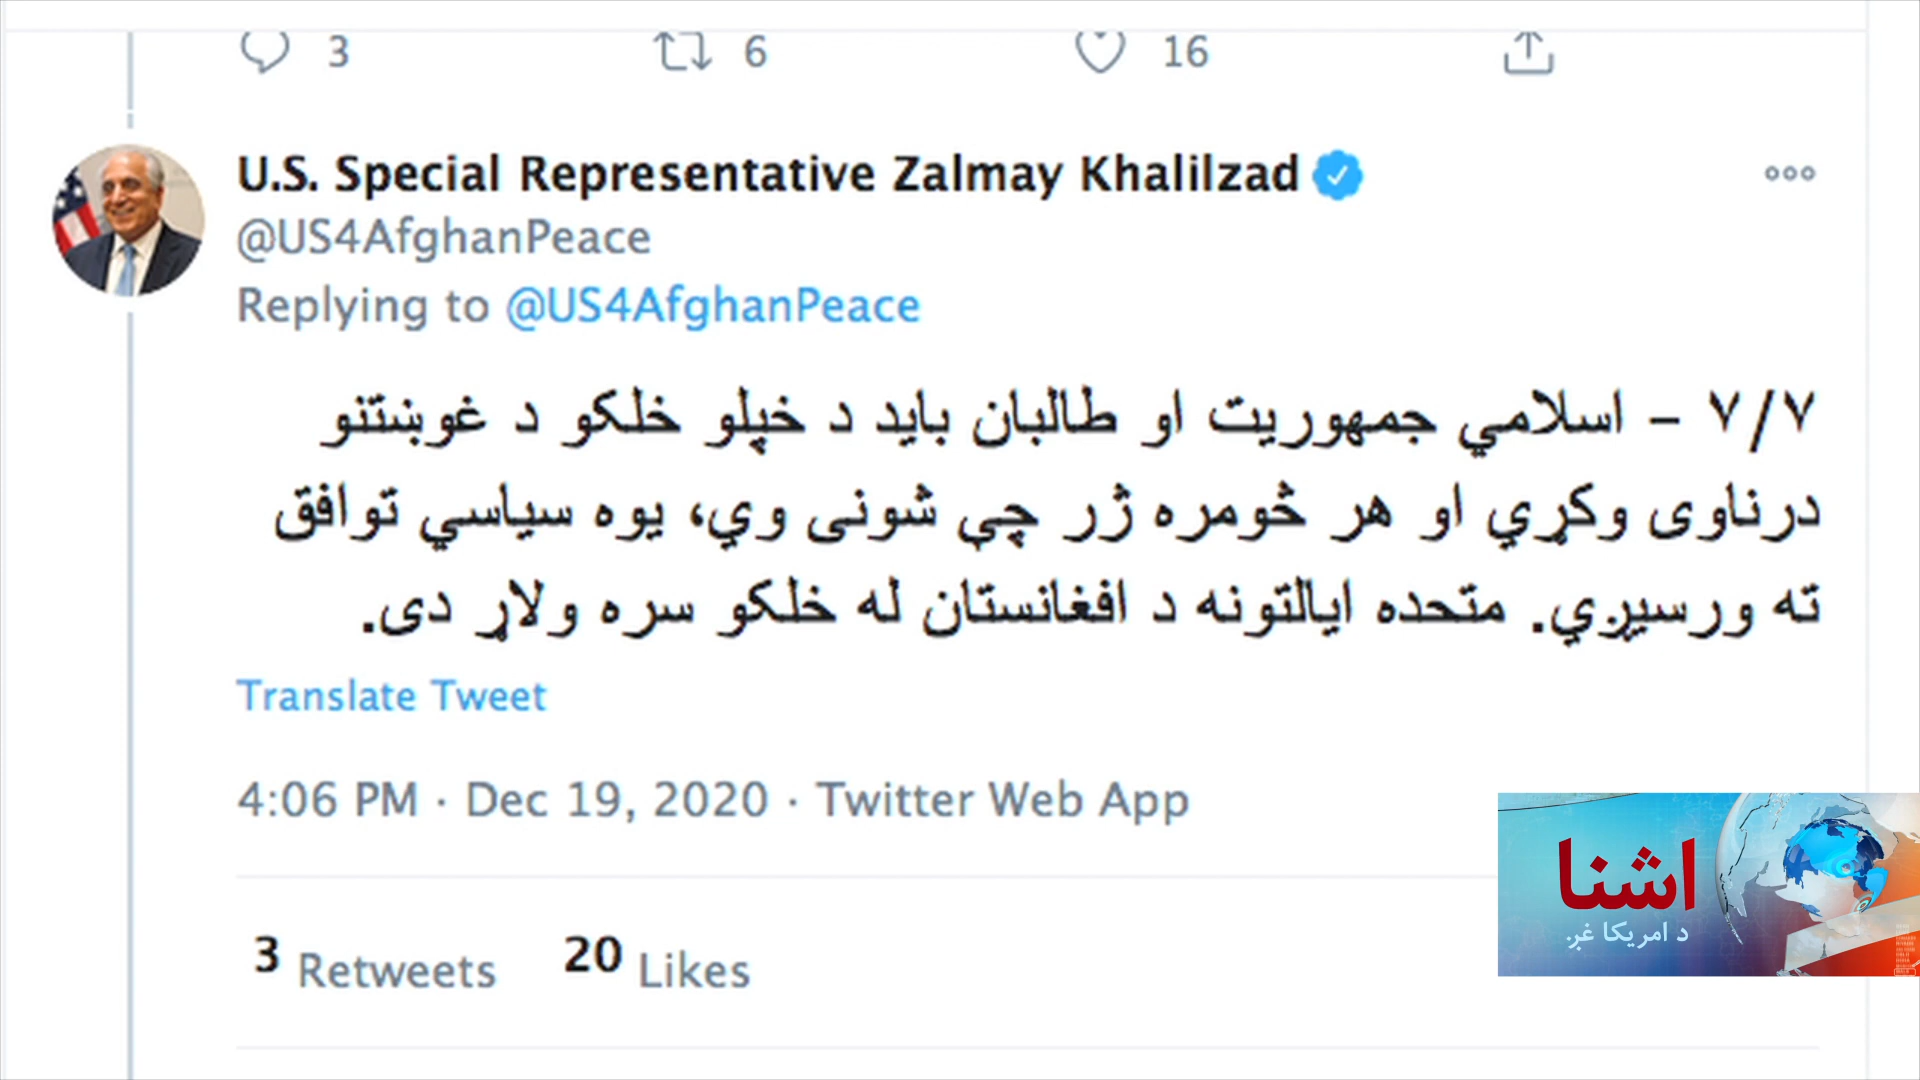 3 6 16
U.S. Special Representative Zalmay Khalilzad
@US4AfghanPeace
Replying to @US4AfghanPeace
۷/۷ – اسلامي جمهوریت او طالبان باید د خپلو خلکو د غوښتنو
درناوی وکړي او هر څومره ژر چې شونی وي، یوه سیاسي توافق
ته ورسیږي. متحده ایالتونه د افغانستان له خلکو سره ولاړ دی.
Translate Tweet
4:06 PM · Dec 19, 2020 · Twitter Web App
3 Retweets 20 Likes
اشنا
د امریکا غږ